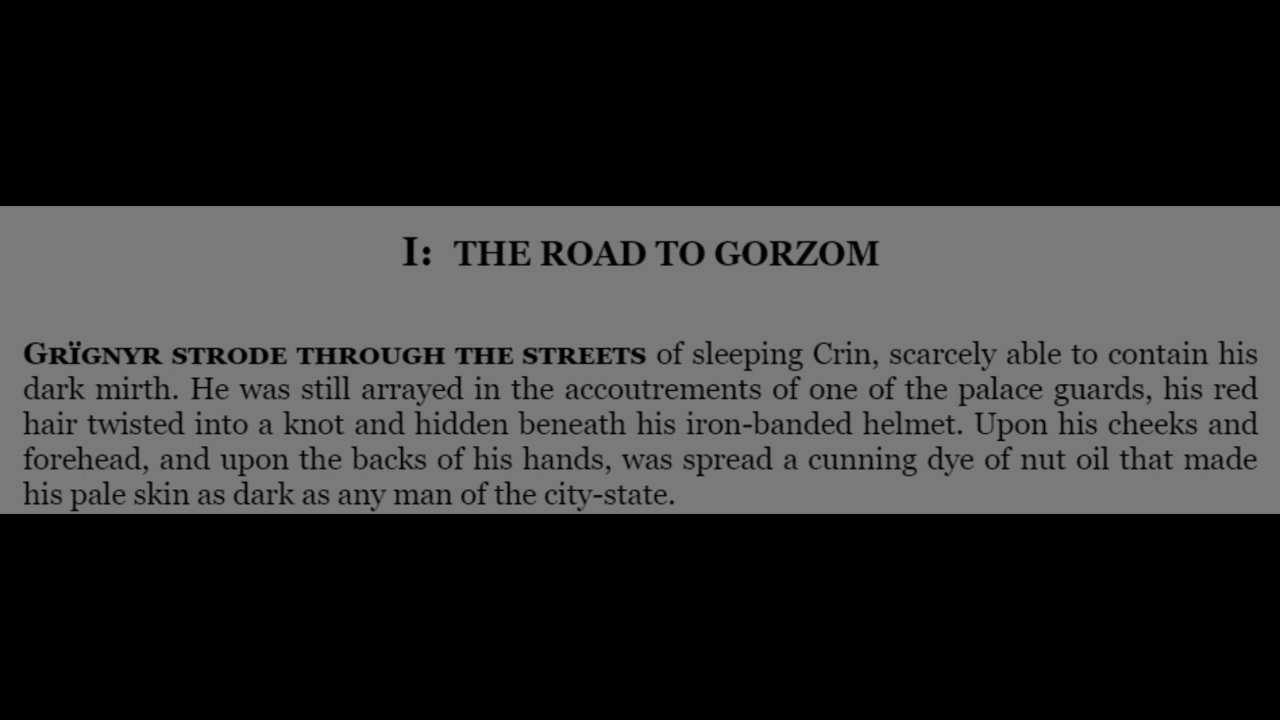 I: THE ROAD TO GORZOM
GRÏGNYR STRODE THROUGH THE STREETS of sleeping Crin, scarcely able to contain his
dark mirth. He was still arrayed in the accoutrements of one of the palace guards, his red
hair twisted into a knot and hidden beneath his iron-banded helmet. Upon his cheeks and
forehead, and upon the backs of his hands, was spread a cunning dye of nut oil that made
his pale skin as dark as any man of the city-state.